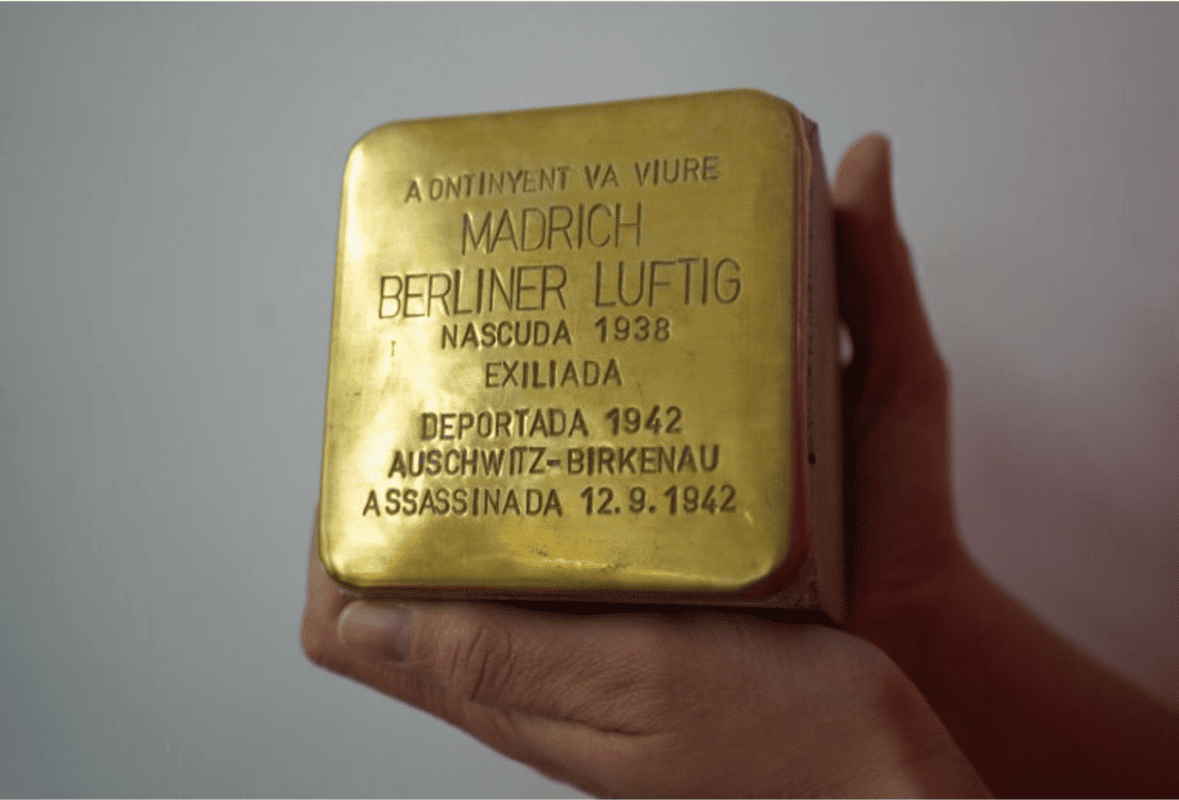 A ONTINYENT VA VIURE
MADRICH
BERLINER LUFTIG
NASCUDA 1938
EXILIADA
DEPORTADA 1942
AUSCHWITZ-BIRKENAU
ASSASSINADA 12.9.1942